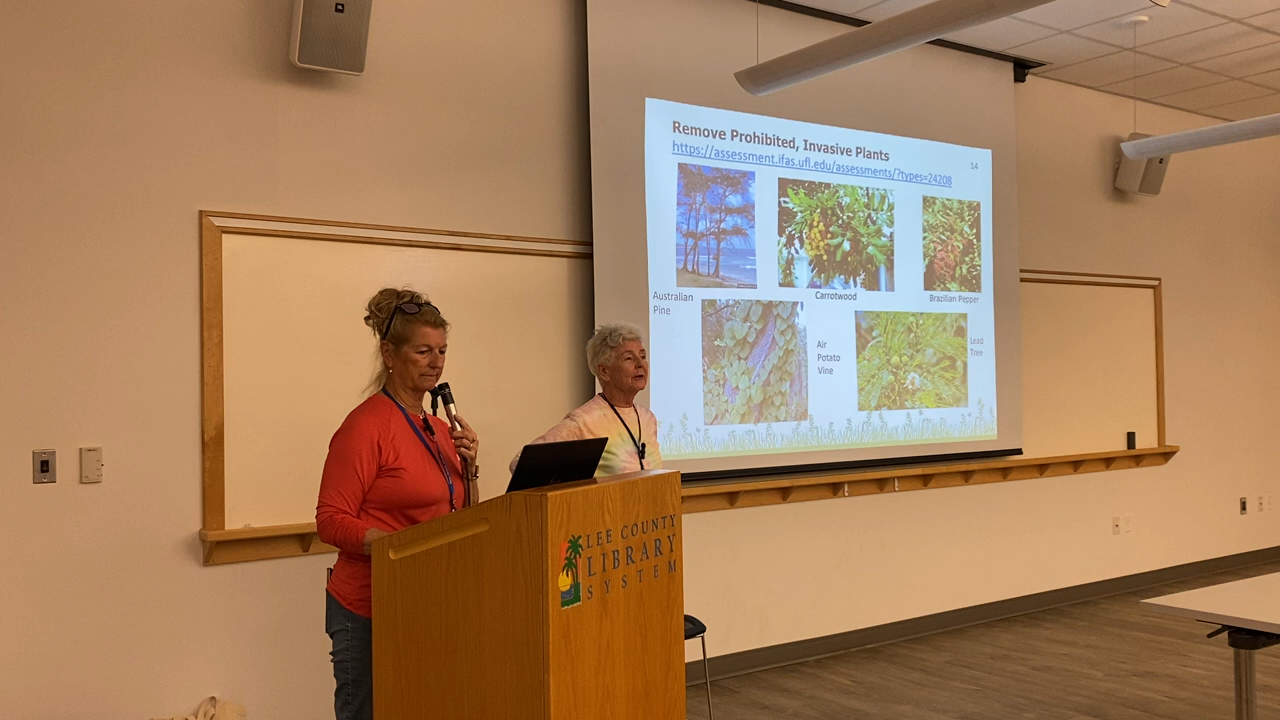 JBL
Remove Prohibited, Invasive Plants
https://assessment.ifas.ufl.edu/assessments/?types=24208
14
Australian
Pine
Carrotwood
Brazilian Pepper
Air
Potato
Vine
Lead
Tree
LEE COUNTY
LIBRARY
SYSTEM